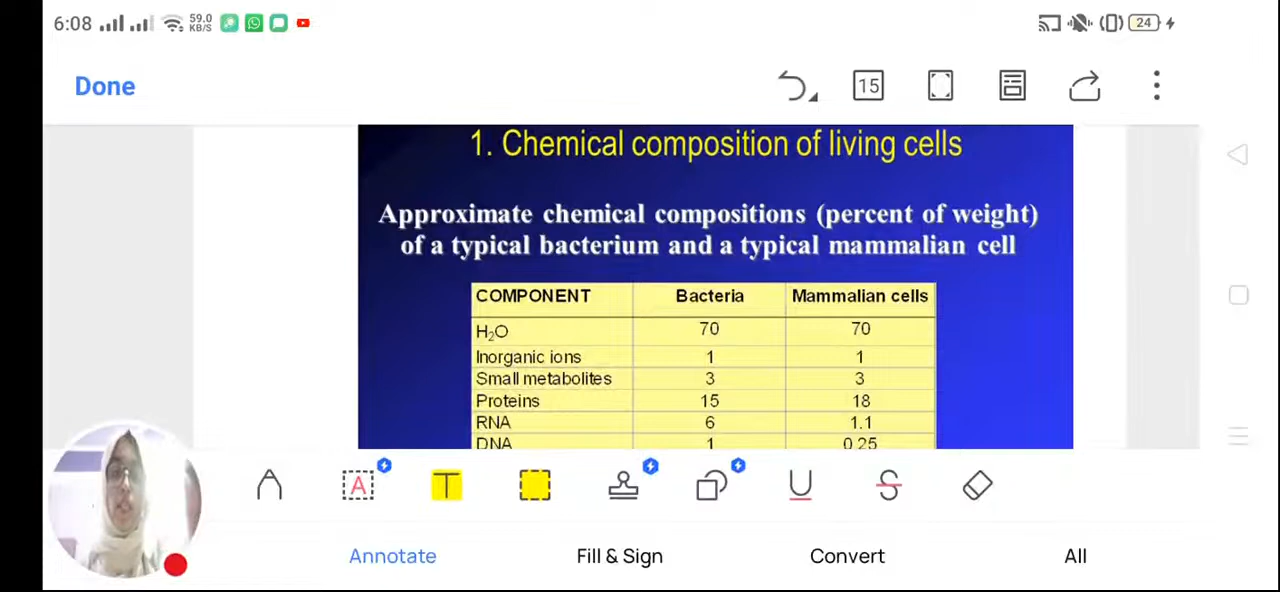 6:08 59.0 KB/S 24
Done 15
1. Chemical composition of living cells
Approximate chemical compositions (percent of weight)
of a typical bacterium and a typical mammalian cell
COMPONENT Bacteria Mammalian cells
H₂O 70 70
Inorganic ions 1 1
Small metabolites 3 3
Proteins 15 18
RNA 6 1.1
DNA 1 0.25
A T U S
Annotate Fill & Sign Convert All